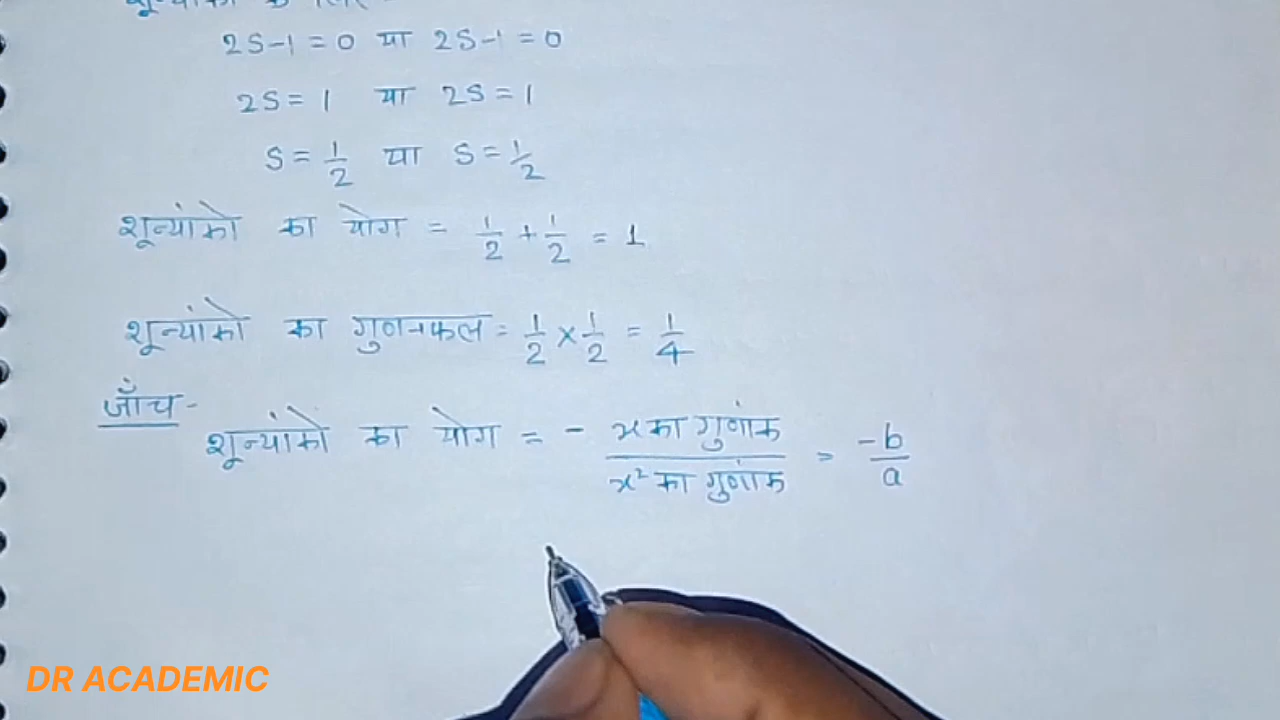 2S-1=0 या 2S-1=0
2S=1 या 2S=1
S=1/2 या S=1/2
शून्यांको का योग = 1/2 + 1/2 = 1
शून्यांको का गुणनफल = 1/2 × 1/2 = 1/4
जाँच-
शून्यांको का योग = - x का गुणांक / x² का गुणांक = -b/a
DR ACADEMIC